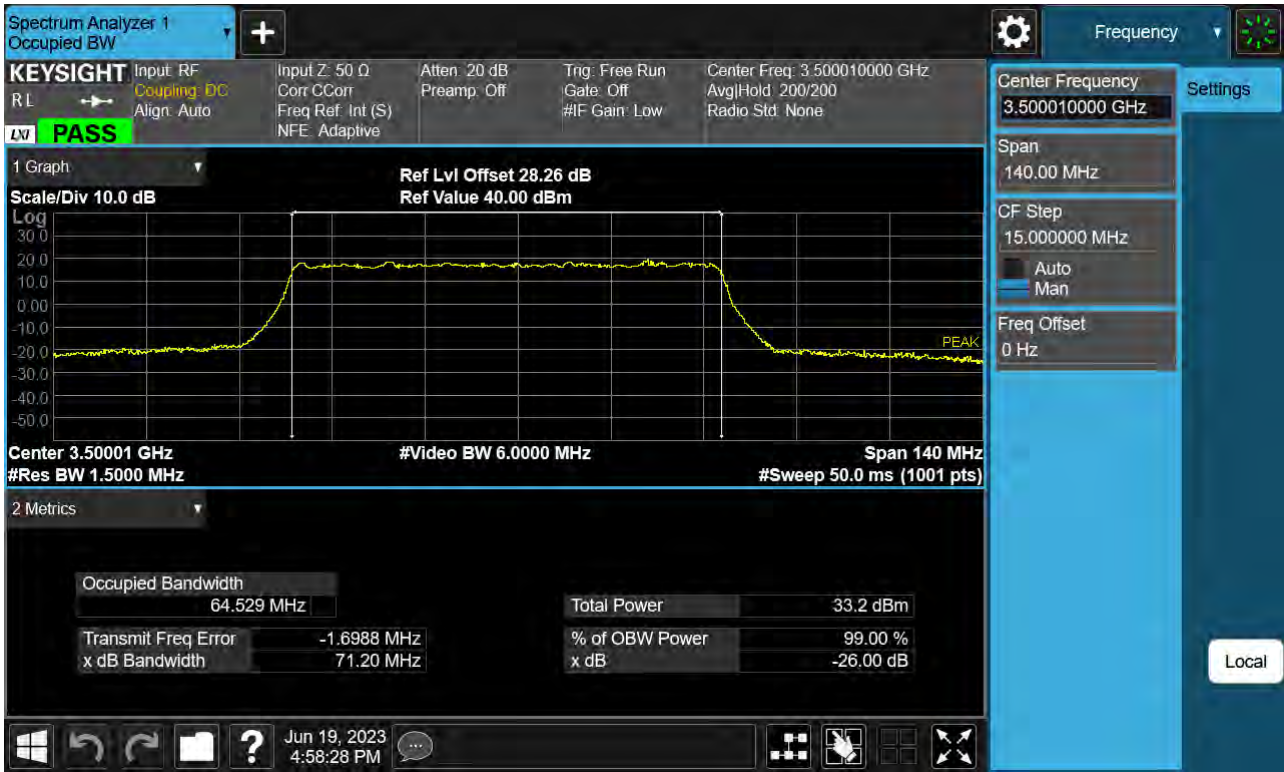 Spectrum Analyzer 1
Occupied BW
+
Frequency
KEYSIGHT
RL
LXI PASS
Input: RF
Coupling: DC
Align: Auto
Input Z: 50 Ω
Corr CCorr
Freq Ref: Int (S)
NFE: Adaptive
Atten: 20 dB
Preamp: Off
Trig: Free Run
Gate: Off
#IF Gain: Low
Center Freq: 3.500010000 GHz
Avg|Hold: 200/200
Radio Std: None
Center Frequency
3.500010000 GHz
Settings
Span
140.00 MHz
CF Step
15.000000 MHz
Auto
Man
Freq Offset
0 Hz
1 Graph
Scale/Div 10.0 dB
Ref Lvl Offset 28.26 dB
Ref Value 40.00 dBm
Log
30.0
20.0
10.0
0.00
-10.0
-20.0
-30.0
-40.0
-50.0
PEAK
Center 3.50001 GHz
#Video BW 6.0000 MHz
Span 140 MHz
#Res BW 1.5000 MHz
#Sweep 50.0 ms (1001 pts)
2 Metrics
Occupied Bandwidth
64.529 MHz
Total Power 33.2 dBm
Transmit Freq Error -1.6988 MHz
% of OBW Power 99.00 %
x dB Bandwidth 71.20 MHz
x dB -26.00 dB
Local
?
Jun 19, 2023
4:58:28 PM